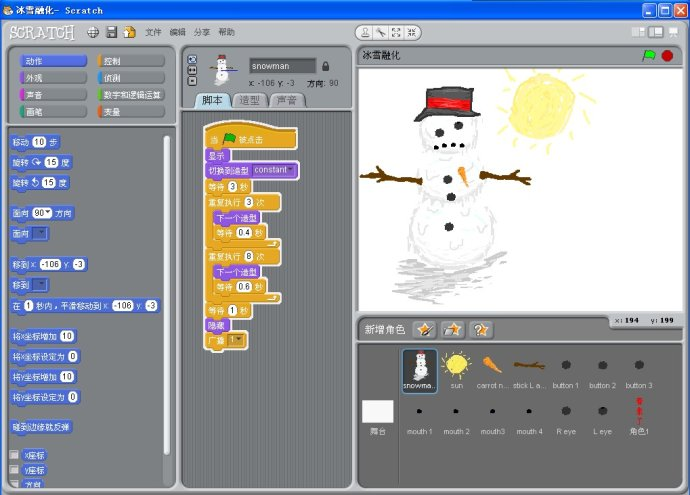 冰雪融化- Scratch
SCRATCH 文件 编辑 分享 帮助
动作 控制
外观 侦测
声音 数字和逻辑运算
画笔 变量
移动 10 步
旋转 15 度
旋转 15 度
面向 90 方向
面向
移到 x: -106 y: -3
移到
在 1 秒内,平滑移动到 x: -106 y: -3
将x坐标增加 10
将x坐标设定为 0
将y坐标增加 10
将y坐标设定为 0
碰到边缘就反弹
x座标
y座标
方向
snowman
x: -106 y: -3 方向: 90
脚本 造型 声音
当 被点击
显示
切换到造型 constant
等待 3 秒
重复执行 3 次
下一个造型
等待 0.4 秒
重复执行 8 次
下一个造型
等待 0.6 秒
等待 1 秒
隐藏
广播 1
冰雪融化
x: 194 y: 199
新增角色
舞台
snowma... sun carrot n... stick L a... button 1 button 2 button 3
mouth 1 mouth 2 mouth3 mouth 4 R eye L eye 角色1